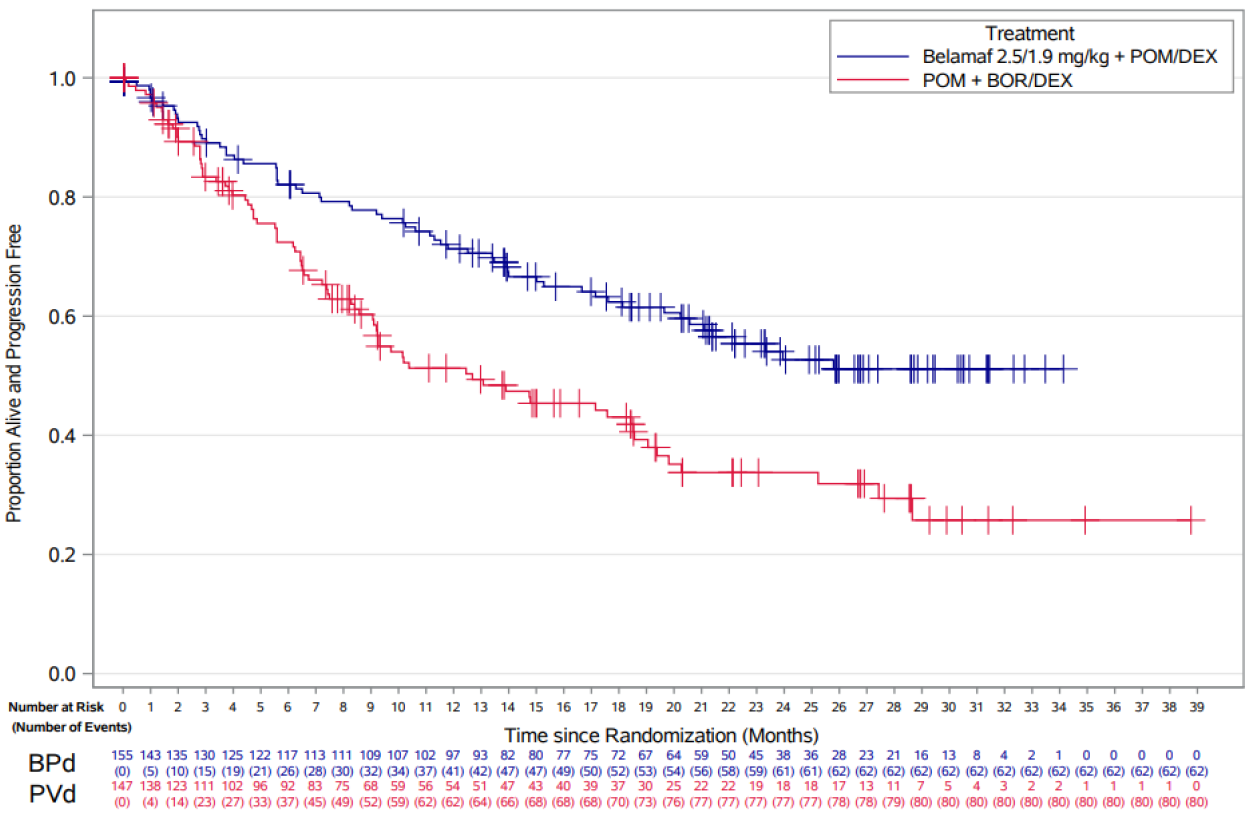 Treatment
Belamaf 2.5/1.9 mg/kg + POM/DEX
POM + BOR/DEX
Proportion Alive and Progression Free
1.0
0.8
0.6
0.4
0.2
0.0
Number at Risk 0 1 2 3 4 5 6 7 8 9 10 11 12 13 14 15 16 17 18 19 20 21 22 23 24 25 26 27 28 29 30 31 32 33 34 35 36 37 38 39
(Number of Events)
Time since Randomization (Months)
BPd
155 143 135 130 125 122 117 113 111 109 107 102 97 93 82 80 77 75 72 67 64 59 50 45 38 36 28 23 21 16 13 8 4 2 1 0 0 0 0 0
(0) (5) (10) (15) (19) (21) (26) (28) (30) (32) (34) (37) (41) (42) (47) (47) (49) (50) (52) (53) (54) (56) (58) (59) (61) (61) (62) (62) (62) (62) (62) (62) (62) (62) (62) (62) (62) (62) (62) (62)
PVd
147 138 123 111 102 96 92 83 75 68 59 56 54 51 47 43 40 39 37 30 25 22 22 19 18 18 17 13 11 7 5 4 3 2 2 1 1 1 1 0
(0) (4) (14) (23) (27) (33) (37) (45) (49) (52) (59) (62) (62) (64) (66) (68) (68) (68) (70) (73) (76) (77) (77) (77) (77) (77) (78) (78) (79) (80) (80) (80) (80) (80) (80) (80) (80) (80) (80) (80)